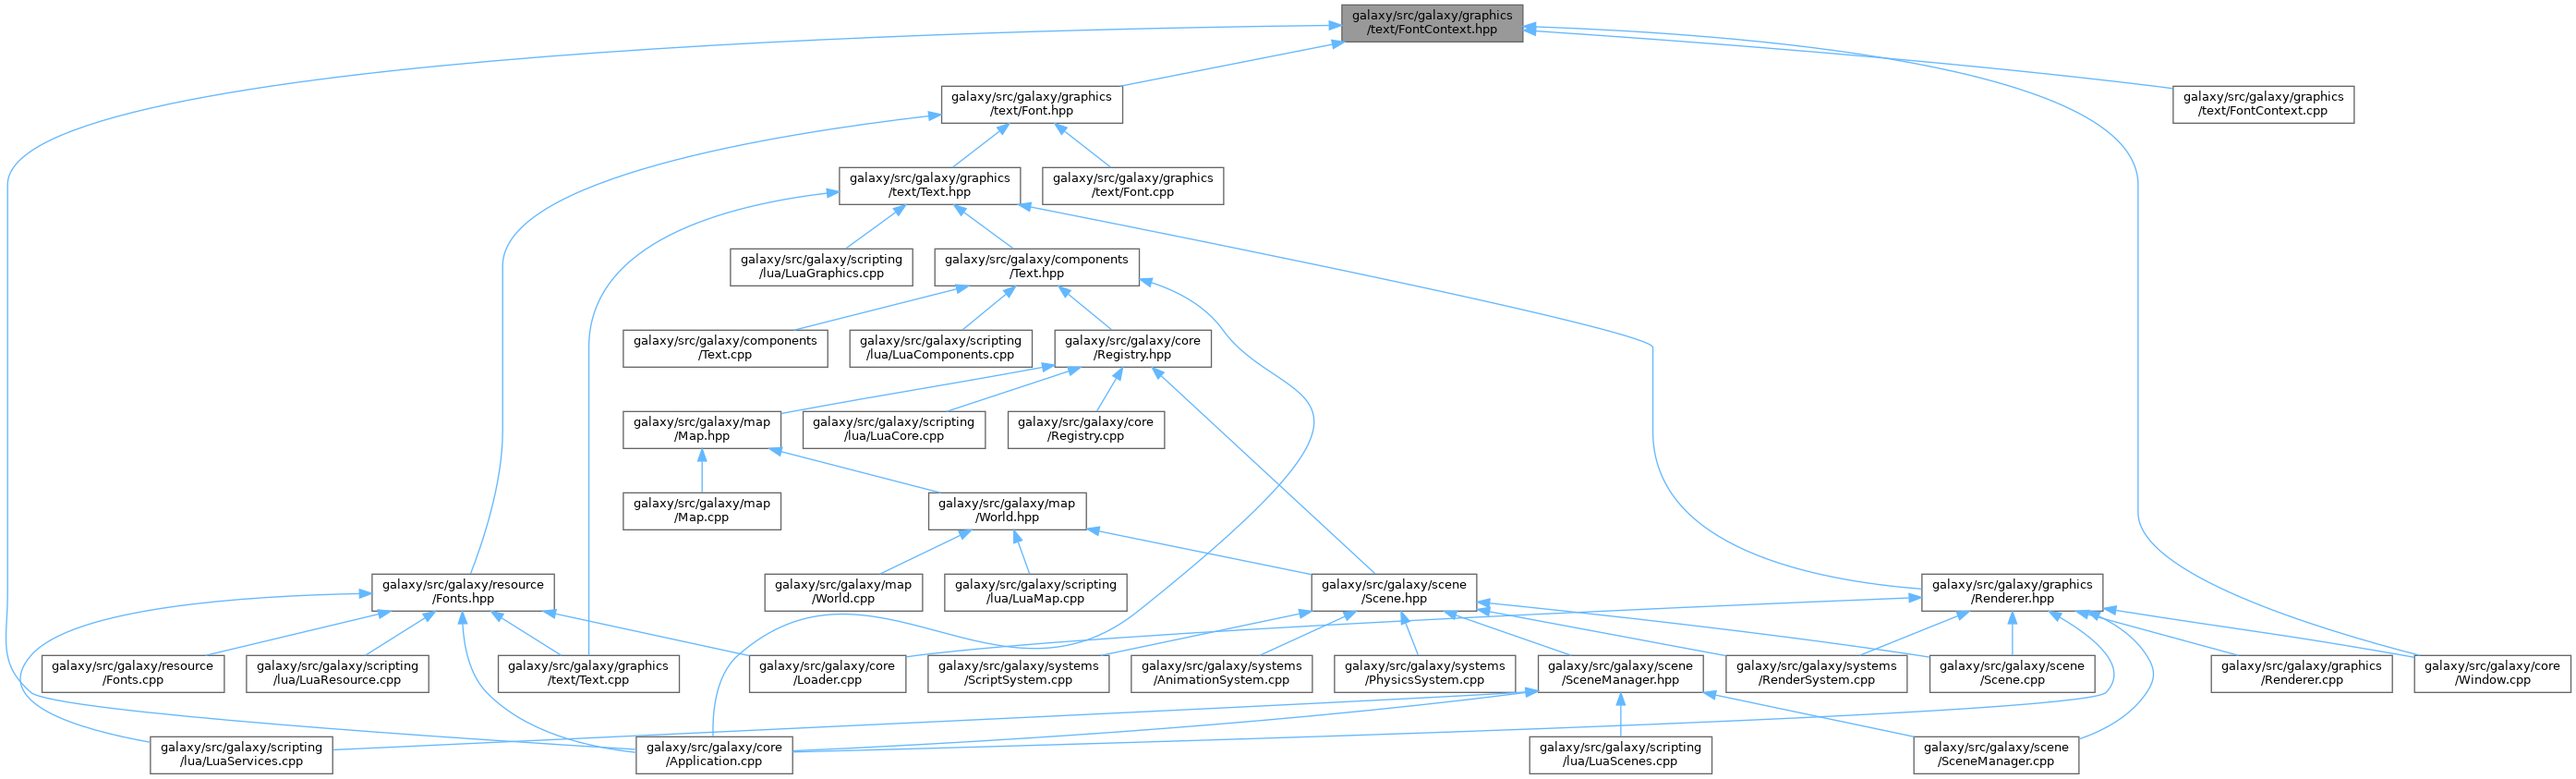 galaxy/src/galaxy/graphics
/text/FontContext.hpp
galaxy/src/galaxy/graphics
/text/Font.hpp
galaxy/src/galaxy/graphics
/text/FontContext.cpp
galaxy/src/galaxy/graphics
/text/Text.hpp
galaxy/src/galaxy/graphics
/text/Font.cpp
galaxy/src/galaxy/scripting
/lua/LuaGraphics.cpp
galaxy/src/galaxy/components
/Text.hpp
galaxy/src/galaxy/components
/Text.cpp
galaxy/src/galaxy/scripting
/lua/LuaComponents.cpp
galaxy/src/galaxy/core
/Registry.hpp
galaxy/src/galaxy/map
/Map.hpp
galaxy/src/galaxy/scripting
/lua/LuaCore.cpp
galaxy/src/galaxy/core
/Registry.cpp
galaxy/src/galaxy/map
/Map.cpp
galaxy/src/galaxy/map
/World.hpp
galaxy/src/galaxy/resource
/Fonts.hpp
galaxy/src/galaxy/map
/World.cpp
galaxy/src/galaxy/scripting
/lua/LuaMap.cpp
galaxy/src/galaxy/scene
/Scene.hpp
galaxy/src/galaxy/graphics
/Renderer.hpp
galaxy/src/galaxy/resource
/Fonts.cpp
galaxy/src/galaxy/scripting
/lua/LuaResource.cpp
galaxy/src/galaxy/graphics
/text/Text.cpp
galaxy/src/galaxy/core
/Loader.cpp
galaxy/src/galaxy/systems
/ScriptSystem.cpp
galaxy/src/galaxy/systems
/AnimationSystem.cpp
galaxy/src/galaxy/systems
/PhysicsSystem.cpp
galaxy/src/galaxy/scene
/SceneManager.hpp
galaxy/src/galaxy/systems
/RenderSystem.cpp
galaxy/src/galaxy/scene
/Scene.cpp
galaxy/src/galaxy/graphics
/Renderer.cpp
galaxy/src/galaxy/core
/Window.cpp
galaxy/src/galaxy/scripting
/lua/LuaServices.cpp
galaxy/src/galaxy/core
/Application.cpp
galaxy/src/galaxy/scripting
/lua/LuaScenes.cpp
galaxy/src/galaxy/scene
/SceneManager.cpp